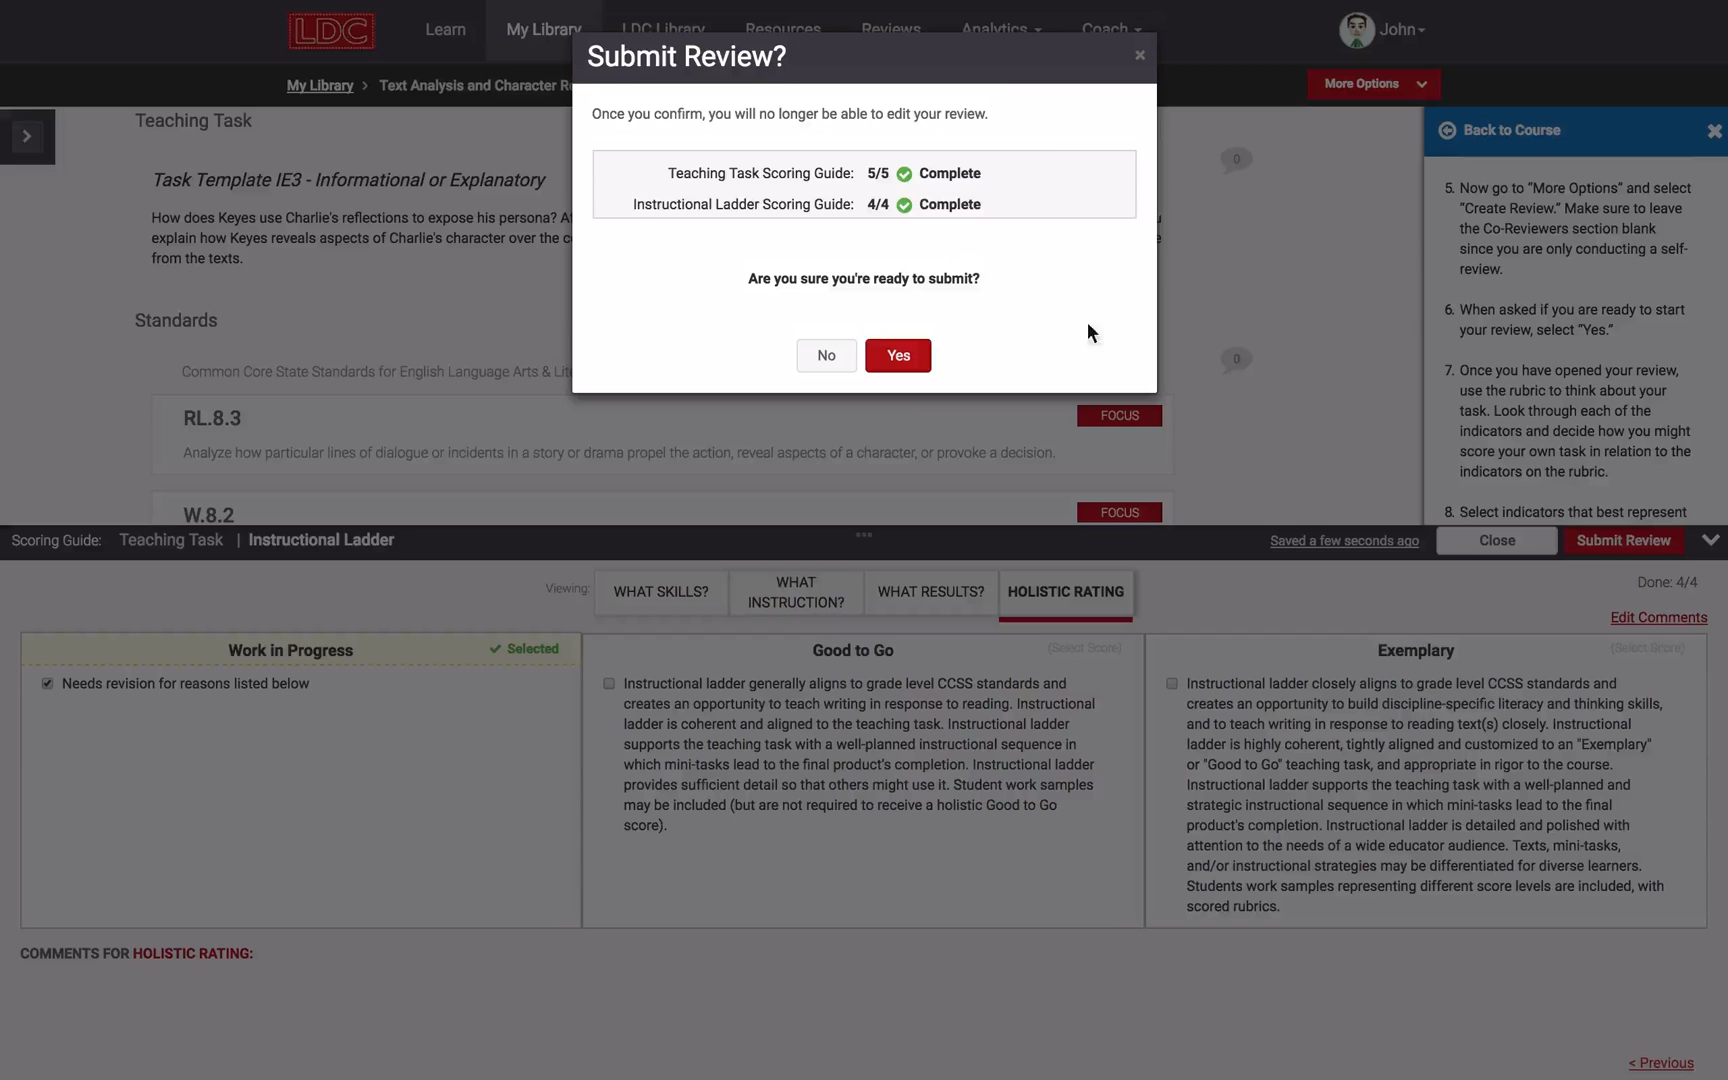 LDC
Learn
My Library
LDC Library
Resources
Reviews
Analytics
Coach
John
My Library > Text Analysis and Character
More Options
Submit Review?
×
Once you confirm, you will no longer be able to edit your review.
Teaching Task Scoring Guide: 5/5 Complete
Instructional Ladder Scoring Guide: 4/4 Complete
Are you sure you're ready to submit?
No
Yes
Teaching Task
0
Task Template IE3 - Informational or Explanatory
How does Keyes use Charlie's reflections to expose his persona?
explain how Keyes reveals aspects of Charlie's character over the
from the texts.
Standards
0
Common Core State Standards for English Language Arts &
RL.8.3
FOCUS
Analyze how particular lines of dialogue or incidents in a story or drama propel the action, reveal aspects of a character, or provoke a decision.
W.8.2
FOCUS
Back to Course
5. Now go to "More Options" and select
"Create Review." Make sure to leave
the Co-Reviewers section blank
since you are only conducting a self-
review.
6. When asked if you are ready to start
your review, select "Yes."
7. Once you have opened your review,
use the rubric to think about your
task. Look through each of the
indicators and decide how you might
score your own task in relation to the
indicators on the rubric.
8. Select indicators that best represent
Scoring Guide: Teaching Task | Instructional Ladder
Saved a few seconds ago
Close
Submit Review
Viewing:
WHAT SKILLS?
WHAT
INSTRUCTION?
WHAT RESULTS?
HOLISTIC RATING
Done: 4/4
Edit Comments
Work in Progress
Selected
Needs revision for reasons listed below
Good to Go
(Select Score)
Instructional ladder generally aligns to grade level CCSS standards and
creates an opportunity to teach writing in response to reading. Instructional
ladder is coherent and aligned to the teaching task. Instructional ladder
supports the teaching task with a well-planned instructional sequence in
which mini-tasks lead to the final product's completion. Instructional ladder
provides sufficient detail so that others might use it. Student work samples
may be included (but are not required to receive a holistic Good to Go
score).
Exemplary
(Select Score)
Instructional ladder closely aligns to grade level CCSS standards and
creates an opportunity to build discipline-specific literacy and thinking skills,
and to teach writing in response to reading text(s) closely. Instructional
ladder is highly coherent, tightly aligned and customized to an "Exemplary"
or "Good to Go" teaching task, and appropriate in rigor to the course.
Instructional ladder supports the teaching task with a well-planned and
strategic instructional sequence in which mini-tasks lead to the final
product's completion. Instructional ladder is detailed and polished with
attention to the needs of a wide educator audience. Texts, mini-tasks,
and/or instructional strategies may be differentiated for diverse learners.
Students work samples representing different score levels are included, with
scored rubrics.
COMMENTS FOR HOLISTIC RATING:
< Previous